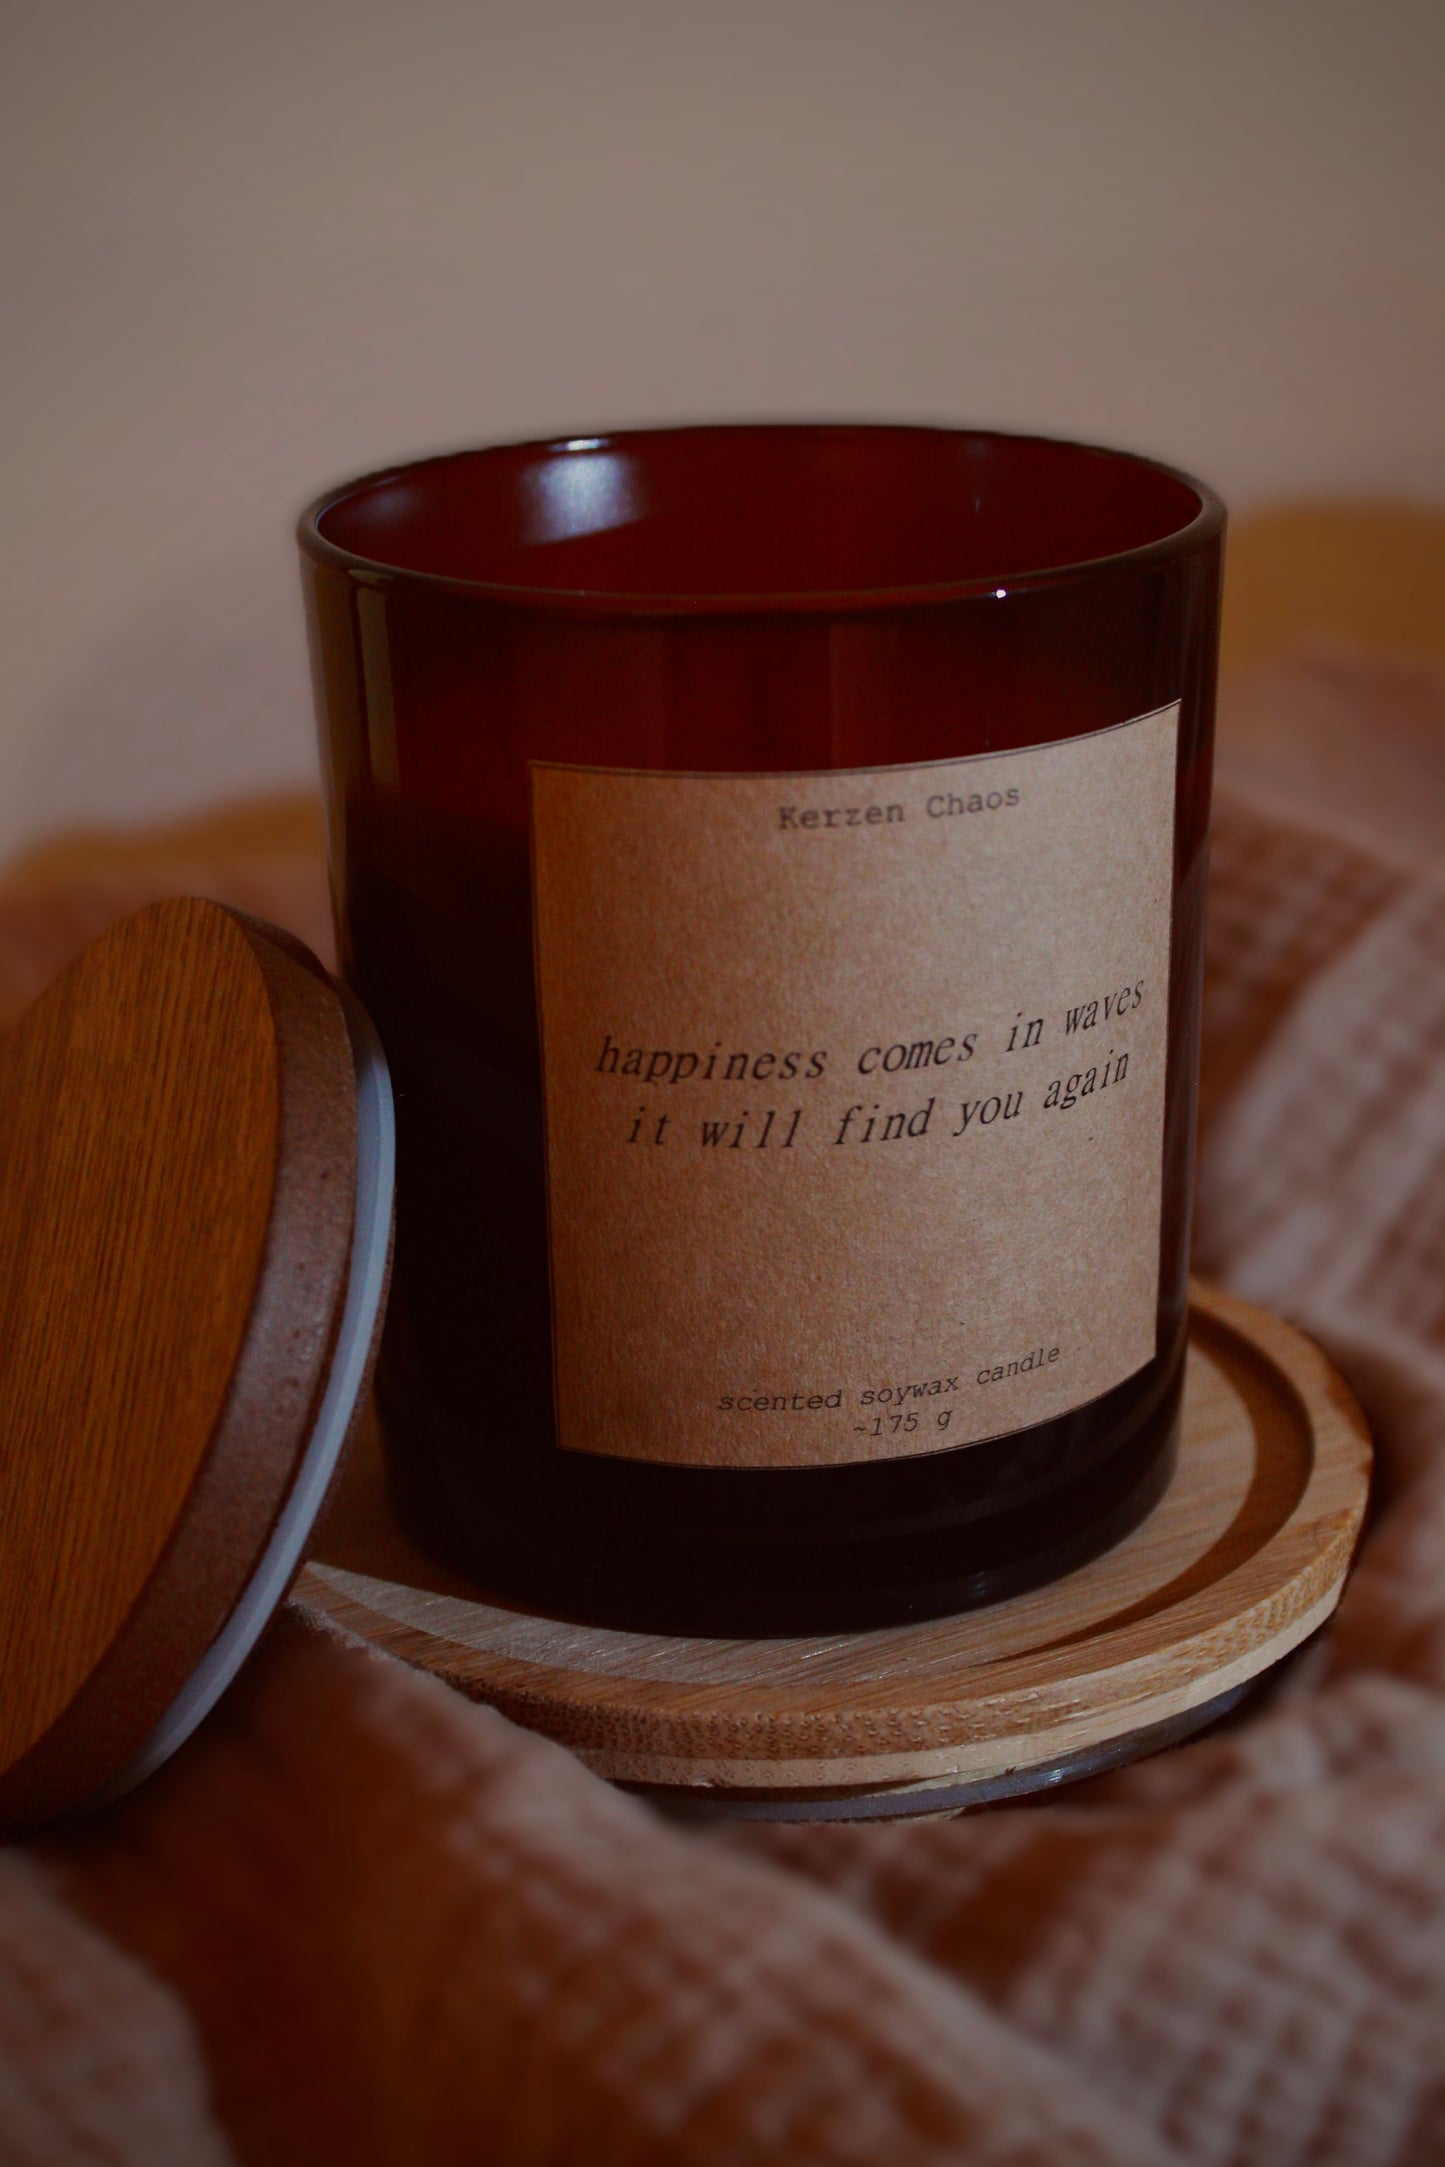 Kerzen Chaos
happiness comes in waves
it will find you again
scented soywax candle
~175 g